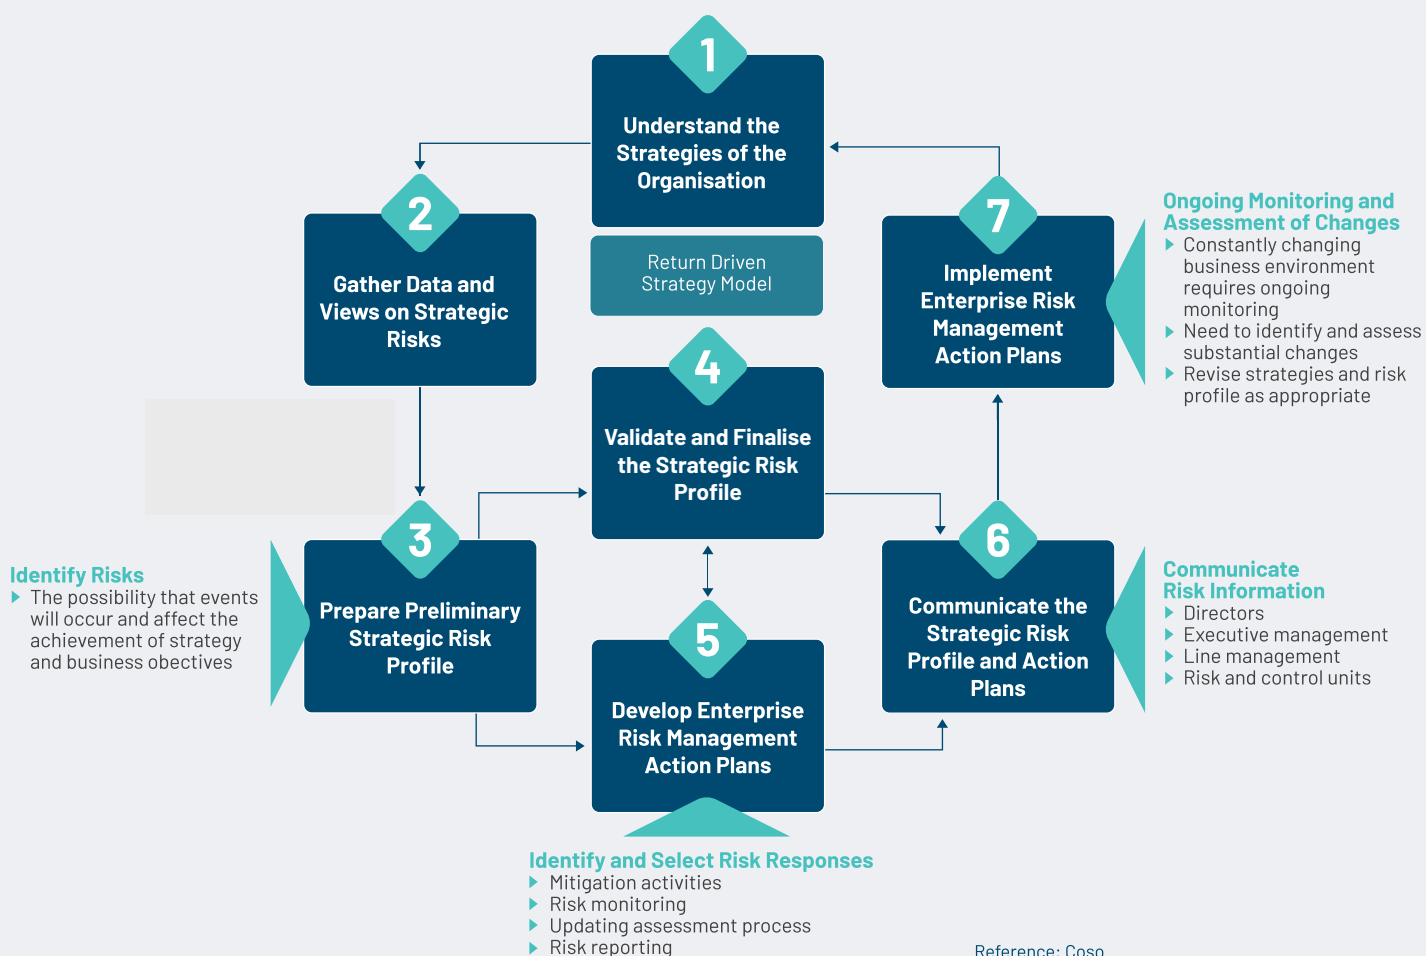 1
Understand the
Strategies of the
Organisation
Return Driven
Strategy Model
2
Gather Data and
Views on Strategic
Risks
3
Prepare Preliminary
Strategic Risk
Profile
Identify Risks
The possibility that events
will occur and affect the
achievement of strategy
and business obectives
4
Validate and Finalise
the Strategic Risk
Profile
5
Develop Enterprise
Risk Management
Action Plans
Identify and Select Risk Responses
Mitigation activities
Risk monitoring
Updating assessment process
Risk reporting
6
Communicate the
Strategic Risk
Profile and Action
Plans
Communicate
Risk Information
Directors
Executive management
Line management
Risk and control units
7
Implement
Enterprise Risk
Management
Action Plans
Ongoing Monitoring and
Assessment of Changes
Constantly changing
business environment
requires ongoing
monitoring
Need to identify and assess
substantial changes
Revise strategies and risk
profile as appropriate
Reference: Coso